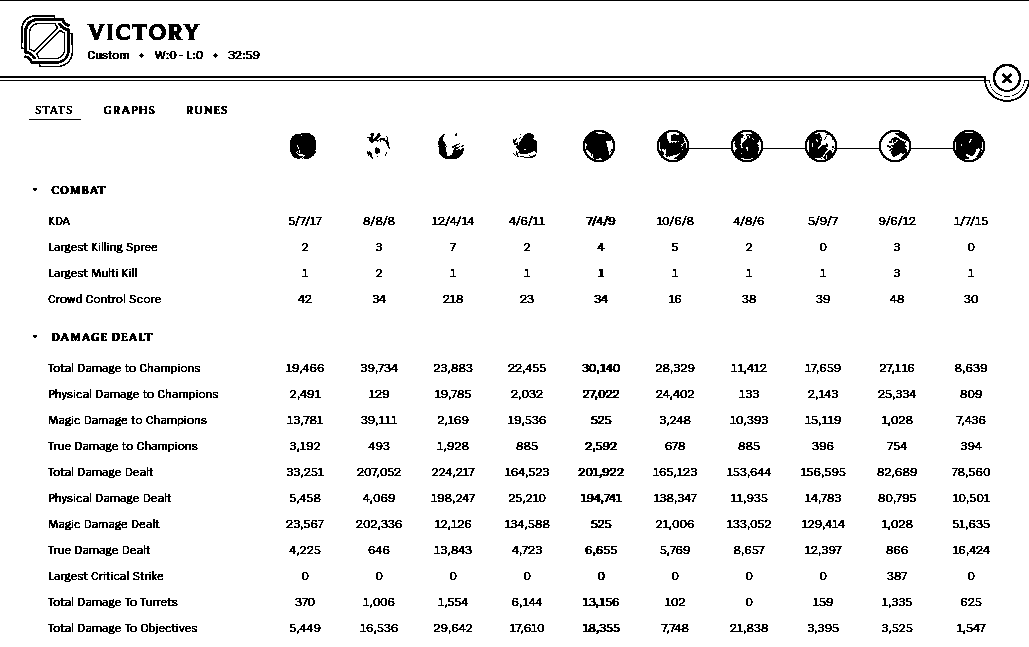 VICTORY
Custom • W:0 - L:0 • 32:59
STATS GRAPHS RUNES
COMBAT
KDA 5/7/17 8/8/8 12/4/14 4/6/11 7/4/9 10/6/8 4/8/6 5/9/7 9/6/12 1/7/15
Largest Killing Spree 2 3 7 2 4 5 2 0 3 0
Largest Multi Kill 1 2 1 1 1 1 1 1 3 1
Crowd Control Score 42 34 218 23 34 16 38 39 48 30
DAMAGE DEALT
Total Damage to Champions 19,466 39,734 23,883 22,455 30,140 28,329 11,412 17,659 27,116 8,639
Physical Damage to Champions 2,491 129 19,785 2,032 27,022 24,402 133 2,143 25,334 809
Magic Damage to Champions 13,781 39,111 2,169 19,536 525 3,248 10,393 15,119 1,028 7,436
True Damage to Champions 3,192 493 1,928 885 2,592 678 885 396 754 394
Total Damage Dealt 33,251 207,052 224,217 164,523 201,922 165,123 153,644 156,595 82,689 78,560
Physical Damage Dealt 5,458 4,069 198,247 25,210 194,741 138,347 11,935 14,783 80,795 10,501
Magic Damage Dealt 23,567 202,336 12,126 134,588 525 21,006 133,052 129,414 1,028 51,635
True Damage Dealt 4,225 646 13,843 4,723 6,655 5,769 8,657 12,397 866 16,424
Largest Critical Strike 0 0 0 0 0 0 0 0 387 0
Total Damage To Turrets 370 1,006 1,554 6,144 13,156 102 0 159 1,335 625
Total Damage To Objectives 5,449 16,536 29,642 17,610 18,355 7,748 21,838 3,395 3,525 1,547